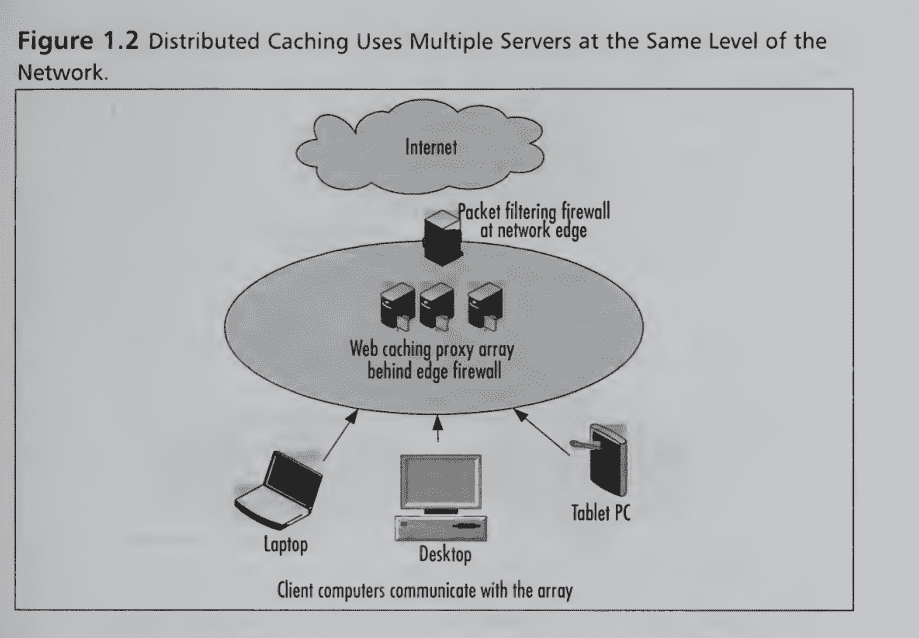 Figure 1.2 Distributed Caching Uses Multiple Servers at the Same Level of the
Network.
Internet
Packet filtering firewall
at network edge
Web caching proxy array
behind edge firewall
Laptop
Desktop
Tablet PC
Client computers communicate with the array